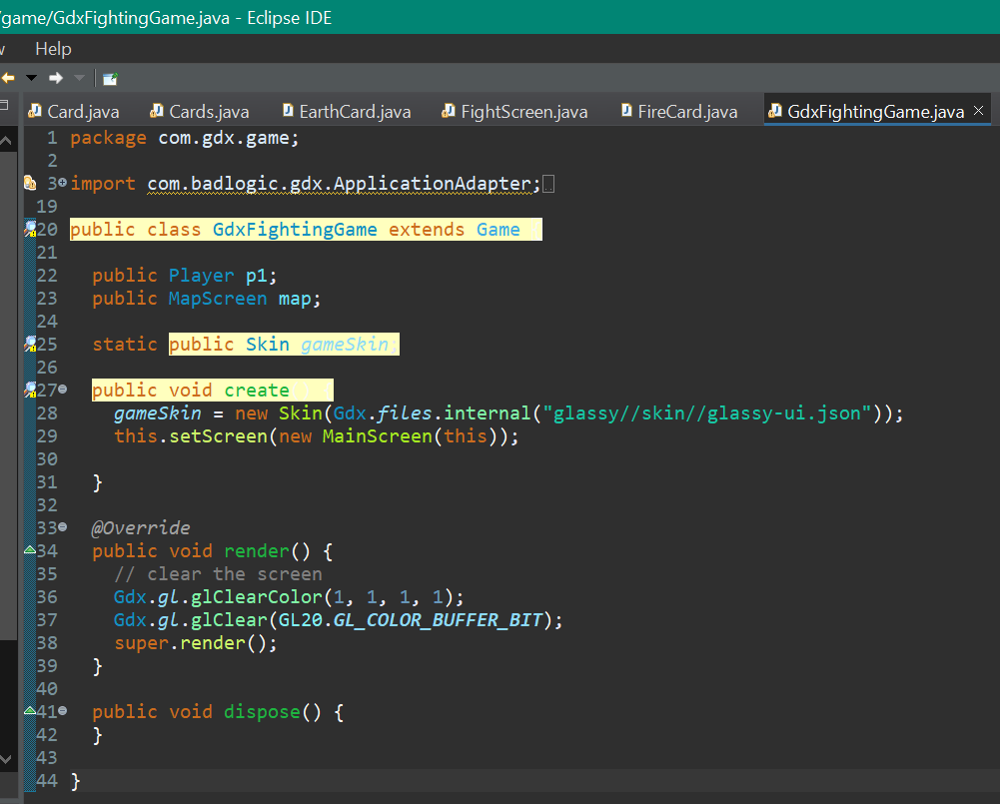 /game/GdxFightingGame.java - Eclipse IDE
w Help
Card.java Cards.java EarthCard.java FightScreen.java FireCard.java GdxFightingGame.java
1 package com.gdx.game;
2
3 import com.badlogic.gdx.ApplicationAdapter;
19
20 public class GdxFightingGame extends Game
21
22 public Player p1;
23 public MapScreen map;
24
25 static public Skin gameSkin;
26
27 public void create
28 gameSkin = new Skin(Gdx.files.internal("glassy//skin//glassy-ui.json"));
29 this.setScreen(new MainScreen(this));
30
31 }
32
33 @Override
34 public void render() {
35 // clear the screen
36 Gdx.gl.glClearColor(1, 1, 1, 1);
37 Gdx.gl.glClear(GL20.GL_COLOR_BUFFER_BIT);
38 super.render();
39 }
40
41 public void dispose() {
42 }
43
44 }